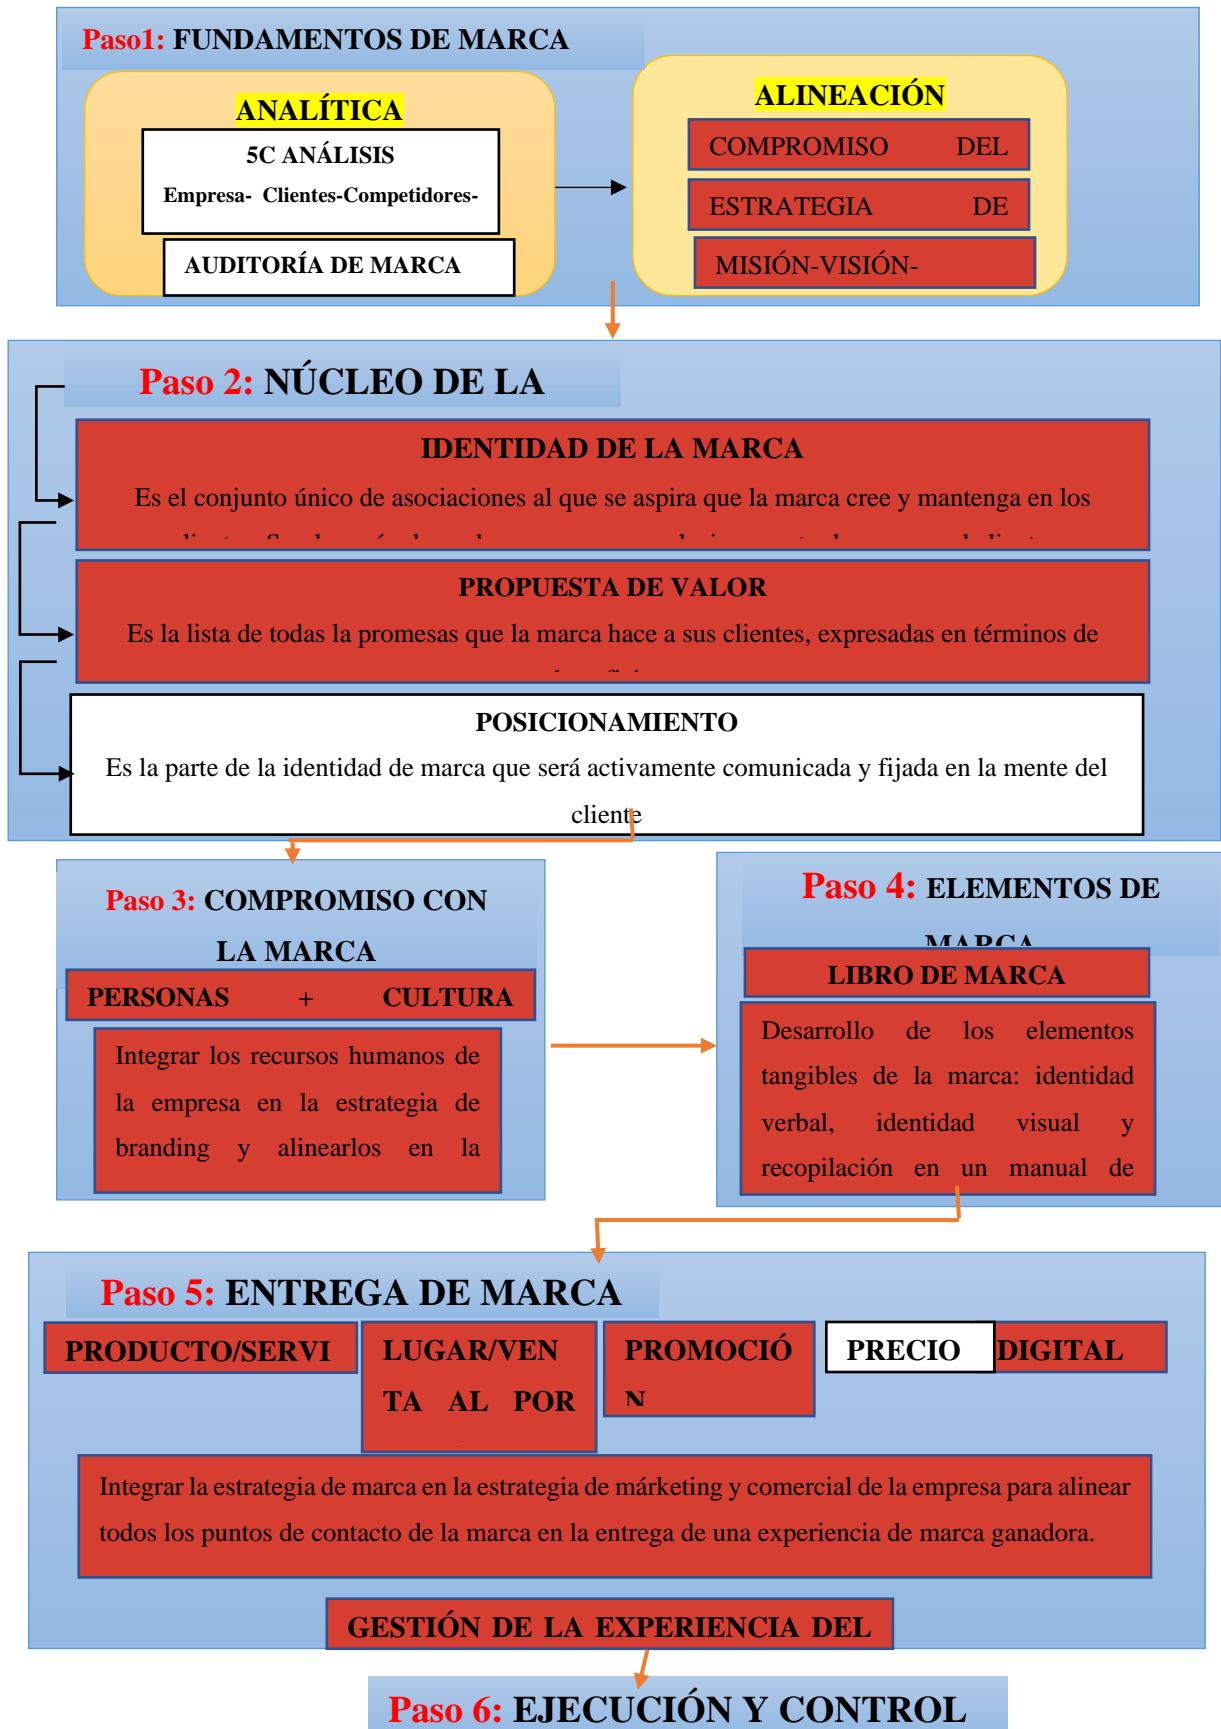 Paso1: FUNDAMENTOS DE MARCA
ANALÍTICA
5C ANÁLISIS
Empresa- Clientes-Competidores-
AUDITORÍA DE MARCA
ALINEACIÓN
COMPROMISO DEL
ESTRATEGIA DE
MISIÓN-VISIÓN-
Paso 2: NÚCLEO DE LA
IDENTIDAD DE LA MARCA
Es el conjunto único de asociaciones al que se aspira que la marca cree y mantenga en los
PROPUESTA DE VALOR
Es la lista de todas la promesas que la marca hace a sus clientes, expresadas en términos de
POSICIONAMIENTO
Es la parte de la identidad de marca que será activamente comunicada y fijada en la mente del
cliente
Paso 3: COMPROMISO CON
LA MARCA
PERSONAS + CULTURA
Integrar los recursos humanos de
la empresa en la estrategia de
branding y alinearlos en la
Paso 4: ELEMENTOS DE
MARCA
LIBRO DE MARCA
Desarrollo de los elementos
tangibles de la marca: identidad
verbal, identidad visual y
recopilación en un manual de
Paso 5: ENTREGA DE MARCA
PRODUCTO/SERVI
LUGAR/VEN
TA AL POR
PROMOCIÓ
N
PRECIO
DIGITAL
Integrar la estrategia de marca en la estrategia de márketing y comercial de la empresa para alinear
todos los puntos de contacto de la marca en la entrega de una experiencia de marca ganadora.
GESTIÓN DE LA EXPERIENCIA DEL
Paso 6: EJECUCIÓN Y CONTROL